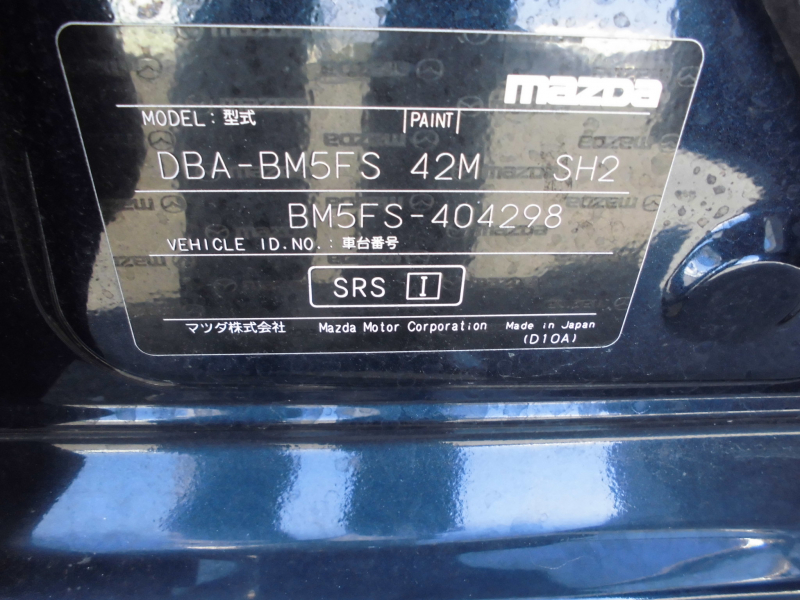 mazda
MODEL: 型式 PAINT
DBA-BM5FS 42M SH2
BM5FS-404298
VEHICLE ID.NO.: 車台番号
SRS I
マツダ株式会社 Mazda Motor Corporation Made in Japan
(D10A)